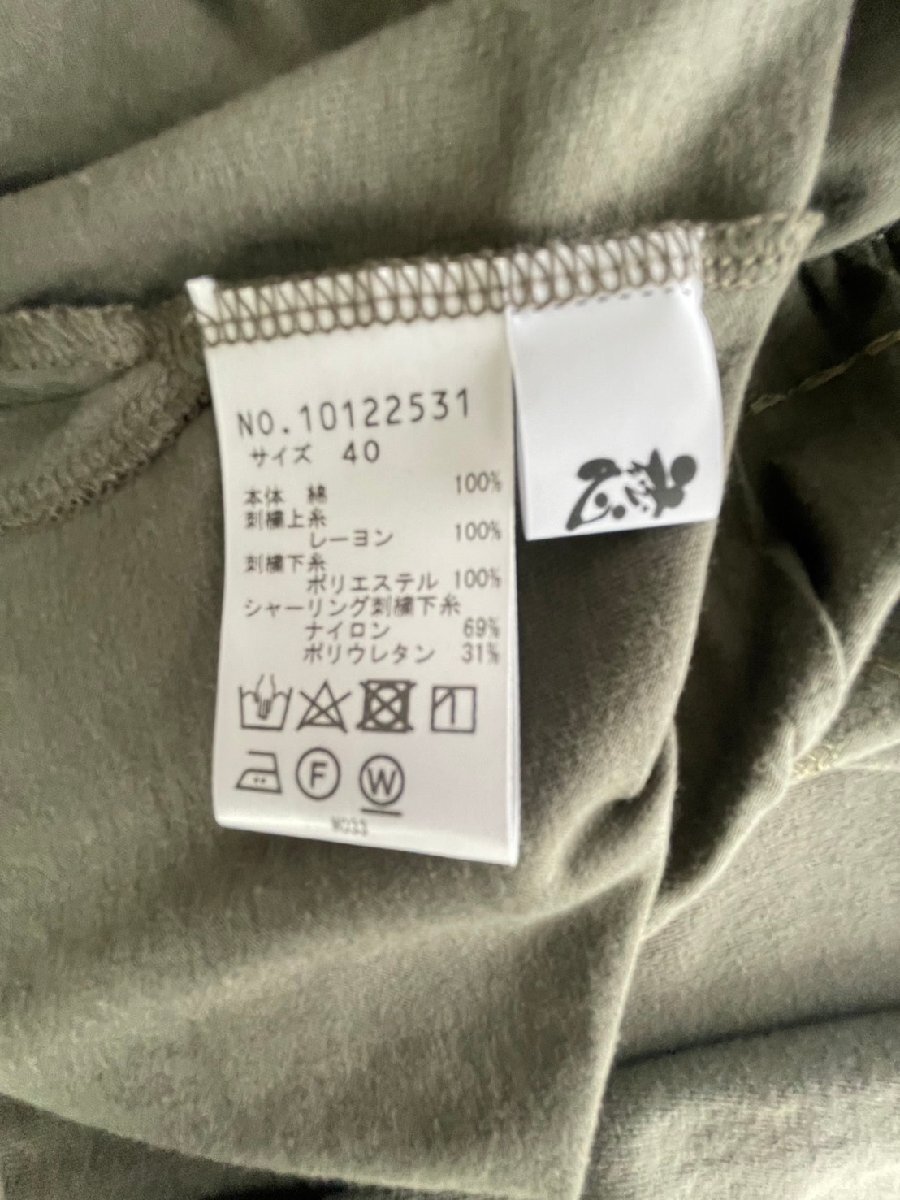 NO.10122531
サイズ 40
本体 綿 100%
刺繍上糸
レーヨン 100%
刺繍下糸
ポリエステル 100%
シャーリング刺繍下糸
ナイロン 69%
ポリウレタン 31%
F
W
W033